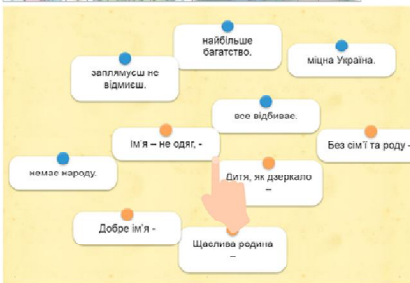 найбільше
багатство.
міцна Україна.
заплямуєш не
відмиєш.
все відбиває.
Ім'я – не одяг, -
Без сім'ї та роду -
немає народу.
Дитя, як дзеркало
–
Добре ім'я -
Щаслива родина
–